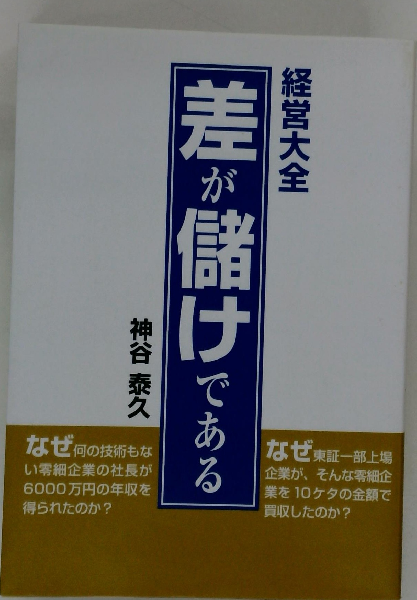 経営大全
差が儲けである
神谷 泰久
なぜ東証一部上場
企業が、そんな零細企
業を10ケタの金額で
買収したのか？
なぜ何の技術もな
い零細企業の社長が
6000万円の年収を
得られたのか？